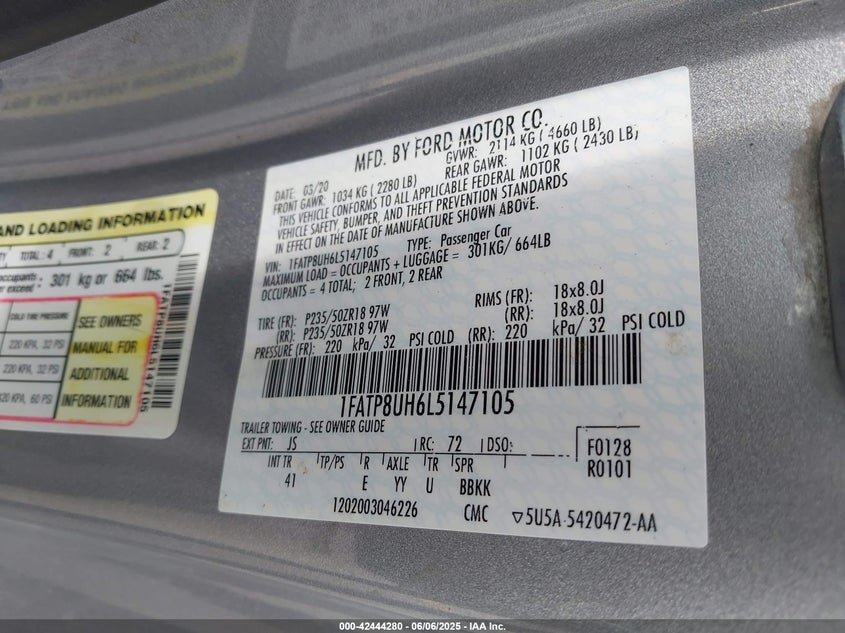 AND LOADING INFORMATION
TOTAL: 4 FRONT: 2 REAR: 2
301 kg or 664 lbs.
COLD TIRE PRESSURE
220 KPA, 32 PSI
220 KPA, 32 PSI
420 KPA, 60 PSI
SEE OWNERS
MANUAL FOR
ADDITIONAL
INFORMATION
1FATP8UH6L5147105
MFD. BY FORD MOTOR CO.
DATE: 03/20 GVWR: 2114 KG ( 4660 LB)
FRONT GAWR: 1034 KG ( 2280 LB) REAR GAWR: 1102 KG ( 2430 LB)
THIS VEHICLE CONFORMS TO ALL APPLICABLE FEDERAL MOTOR
VEHICLE SAFETY, BUMPER, AND THEFT PREVENTION STANDARDS
IN EFFECT ON THE DATE OF MANUFACTURE SHOWN ABOVE.
VIN: 1FATP8UH6L5147105 TYPE: Passenger Car
MAXIMUM LOAD = OCCUPANTS + LUGGAGE = 301KG/ 664LB
OCCUPANTS = 4 TOTAL; 2 FRONT, 2 REAR
TIRE (FR): P235/50ZR18 97W RIMS (FR): 18x8.0J
(RR): P235/50ZR18 97W (RR): 18x8.0J
PRESSURE (FR): 220 kPa/ 32 PSI COLD (RR): 220 kPa/ 32 PSI COLD
1FATP8UH6L5147105
TRAILER TOWING - SEE OWNER GUIDE
EXT PNT: JS RC: 72 DSO: F0128
INT TR TP/PS R AXLE TR SPR R0101
41 E YY U BBKK
1202003046226 CMC ▽5U5A-5420472-AA
000-42444280 - 06/06/2025 - IAA Inc.